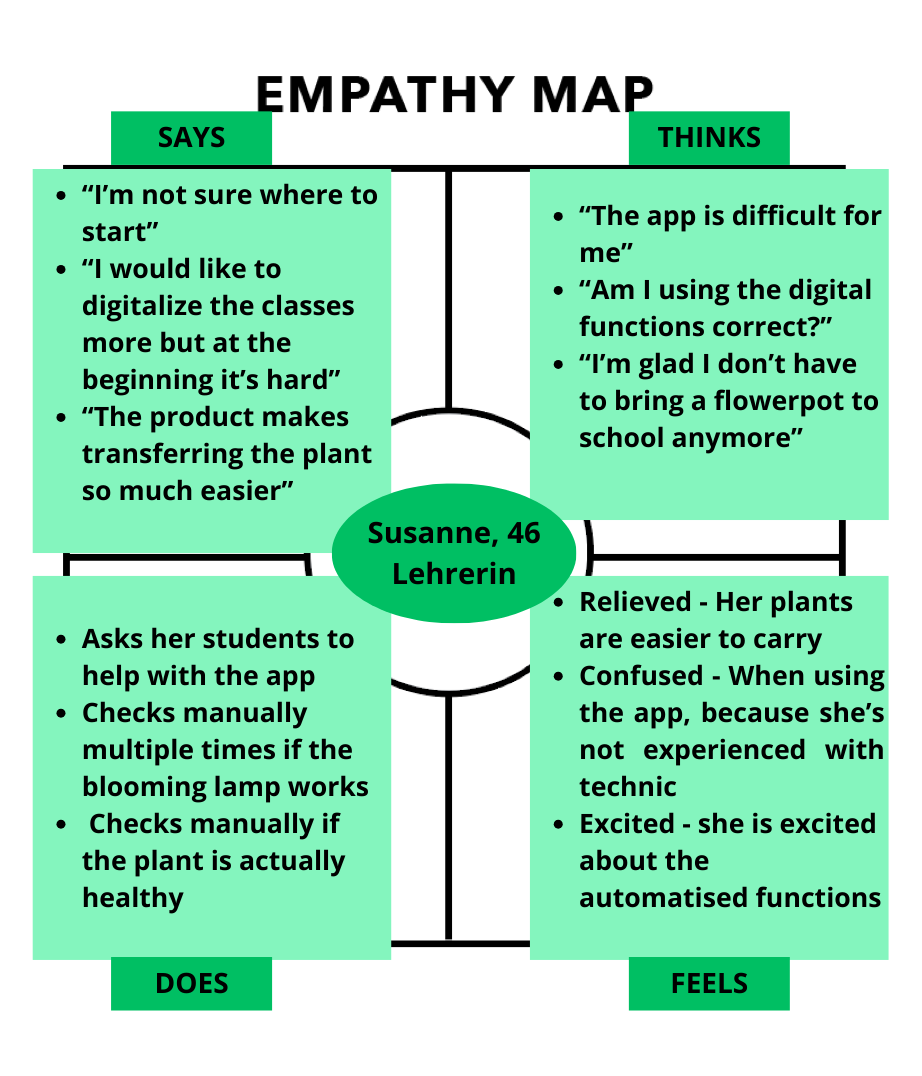 EMPATHY MAP
SAYS
• “I’m not sure where to
start”
• “I would like to
digitalize the classes
more but at the
beginning it’s hard”
• “The product makes
transferring the plant
so much easier”
THINKS
• “The app is difficult for
me”
• “Am I using the digital
functions correct?”
• “I’m glad I don’t have
to bring a flowerpot to
school anymore”
Susanne, 46
Lehrerin
• Asks her students to
help with the app
• Checks manually
multiple times if the
blooming lamp works
• Checks manually if
the plant is actually
healthy
DOES
• Relieved - Her plants
are easier to carry
• Confused - When using
the app, because she’s
not experienced with
technic
• Excited - she is excited
about the
automatised functions
FEELS